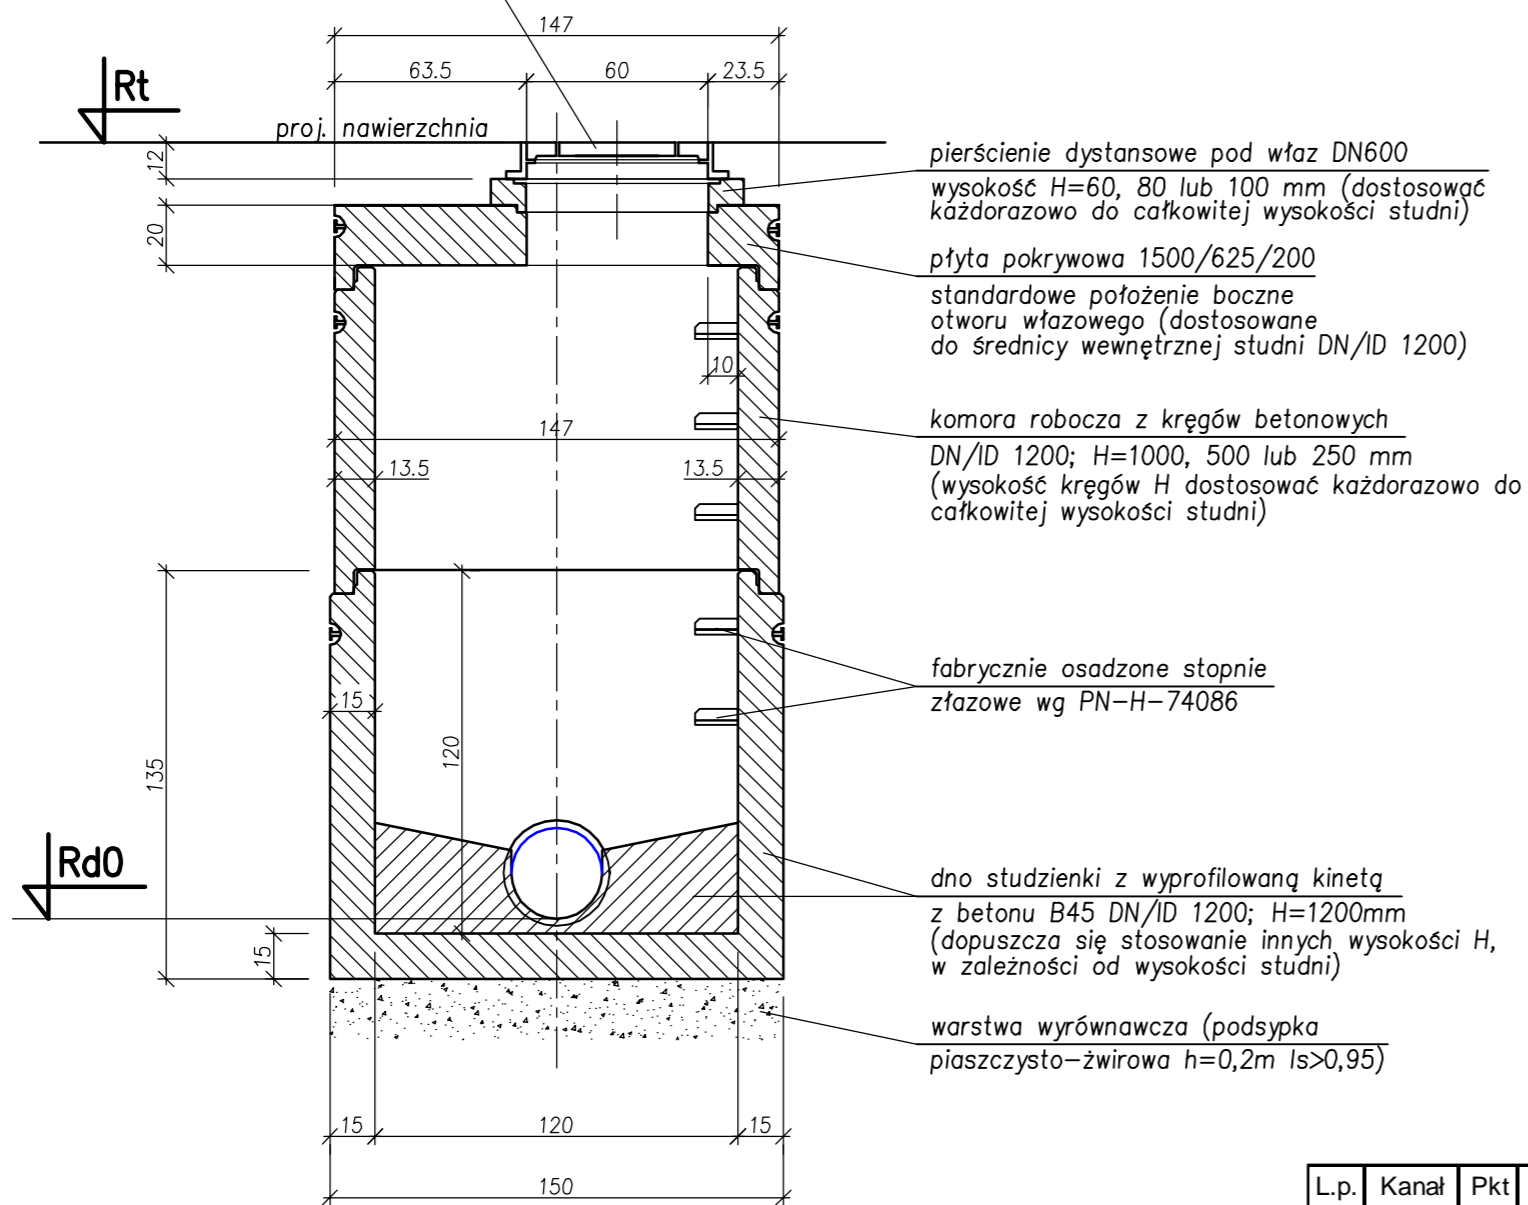 147
63.5 60 23.5
Rt
proj. nawierzchnia
12
20
pierścienie dystansowe pod właz DN600
wysokość H=60, 80 lub 100 mm (dostosować
każdorazowo do całkowitej wysokości studni)
płyta pokrywowa 1500/625/200
standardowe położenie boczne
otworu włazowego (dostosowane
do średnicy wewnętrznej studni DN/ID 1200)
10
147
13.5 13.5
komora robocza z kręgów betonowych
DN/ID 1200; H=1000, 500 lub 250 mm
(wysokość kręgów H dostosować każdorazowo do
całkowitej wysokości studni)
fabrycznie osadzone stopnie
złazowe wg PN-H-74086
15
120
135
Rd0
15
dno studzienki z wyprofilowaną kinetą
z betonu B45 DN/ID 1200; H=1200mm
(dopuszcza się stosowanie innych wysokości H,
w zależności od wysokości studni)
warstwa wyrównawcza (podsypka
piaszczysto-żwirowa h=0,2m Is>0,95)
15 120 15
150
L.p. Kanał Pkt